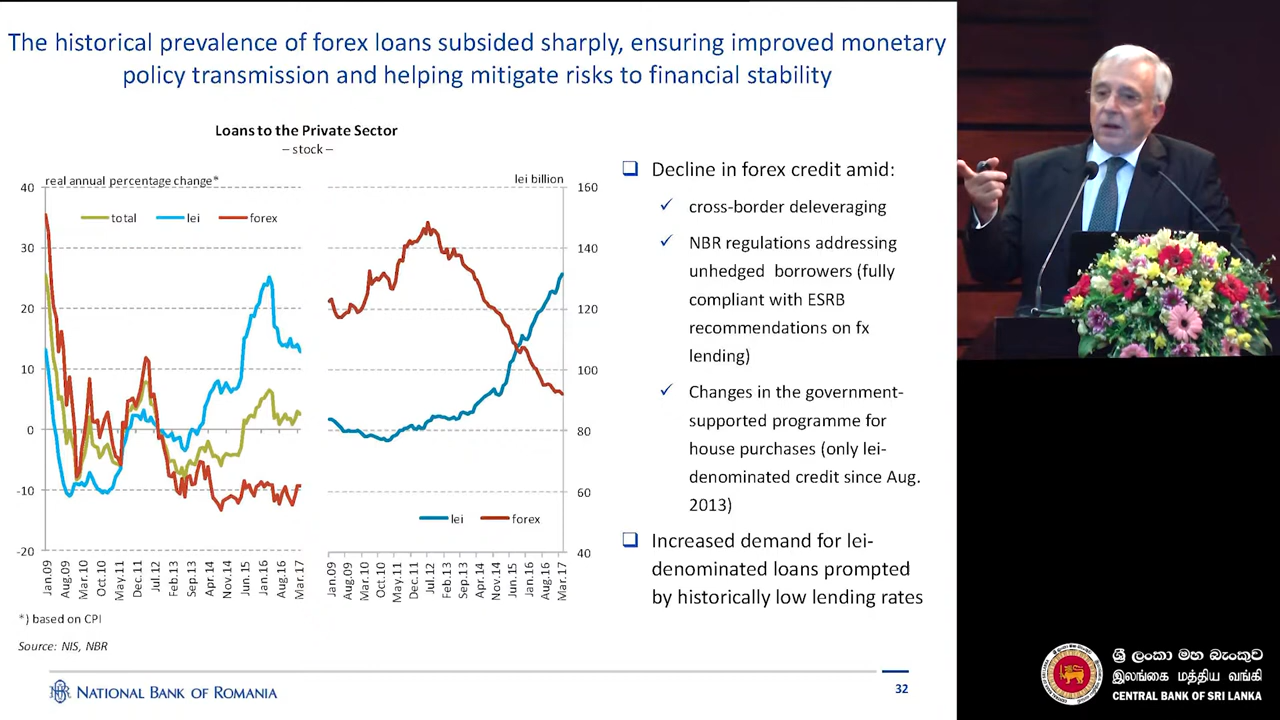 The historical prevalence of forex loans subsided sharply, ensuring improved monetary
policy transmission and helping mitigate risks to financial stability
Loans to the Private Sector
– stock –
real annual percentage change*
40
30
20
10
0
-10
-20
total
lei
forex
Jan.09
Aug.09
Mar.10
Oct.10
May.11
Dec.11
Jul.12
Feb.13
Sep.13
Apr.14
Nov.14
Jun.15
Jan.16
Aug.16
Mar.17
lei billion
160
140
120
100
80
60
40
lei
forex
Jan.09
Aug.09
Mar.10
Oct.10
May.11
Dec.11
Jul.12
Feb.13
Sep.13
Apr.14
Nov.14
Jun.15
Jan.16
Aug.16
Mar.17
*) based on CPI
Source: NIS, NBR
Decline in forex credit amid:
cross-border deleveraging
NBR regulations addressing
unhedged borrowers (fully
compliant with ESRB
recommendations on fx
lending)
Changes in the government-
supported programme for
house purchases (only lei-
denominated credit since Aug.
2013)
Increased demand for lei-
denominated loans prompted
by historically low lending rates
NATIONAL BANK OF ROMANIA
32
ශ්‍රී ලංකා මහ බැංකුව
இலங்கை மத்திய வங்கி
CENTRAL BANK OF SRI LANKA